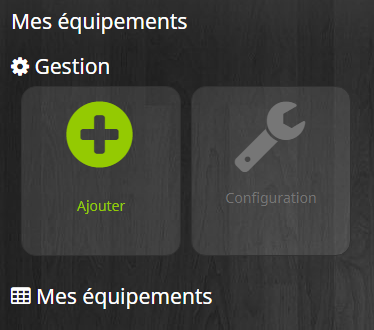 Mes équipements
Gestion
Ajouter
Configuration
Mes équipements